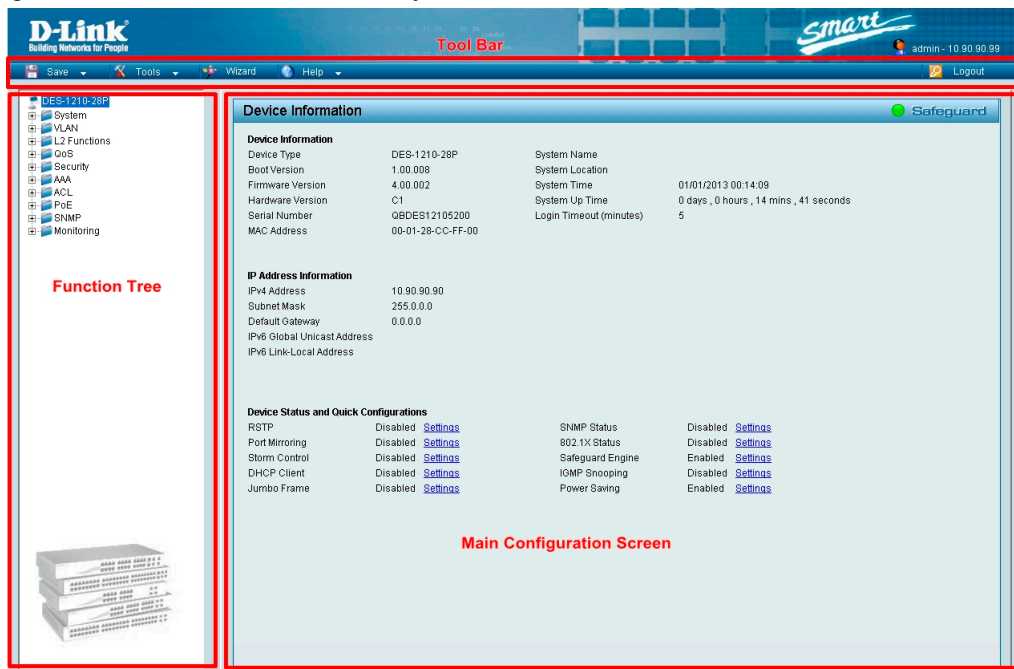 D-Link
Building Networks for People
Smart
Tool Bar
admin - 10.90.90.99
Save Tools Wizard Help Logout
DES-1210-28P
System
VLAN
L2 Functions
QoS
Security
AAA
ACL
PoE
SNMP
Monitoring
Function Tree
Device Information Safeguard
Device Information
Device Type DES-1210-28P System Name
Boot Version 1.00.008 System Location
Firmware Version 4.00.002 System Time 01/01/2013 00:14:09
Hardware Version C1 System Up Time 0 days , 0 hours , 14 mins , 41 seconds
Serial Number QBDES12105200 Login Timeout (minutes) 5
MAC Address 00-01-28-CC-FF-00
IP Address Information
IPv4 Address 10.90.90.90
Subnet Mask 255.0.0.0
Default Gateway 0.0.0.0
IPv6 Global Unicast Address
IPv6 Link-Local Address
Device Status and Quick Configurations
RSTP Disabled Settings SNMP Status Disabled Settings
Port Mirroring Disabled Settings 802.1X Status Disabled Settings
Storm Control Disabled Settings Safeguard Engine Enabled Settings
DHCP Client Disabled Settings IGMP Snooping Disabled Settings
Jumbo Frame Disabled Settings Power Saving Enabled Settings
Main Configuration Screen